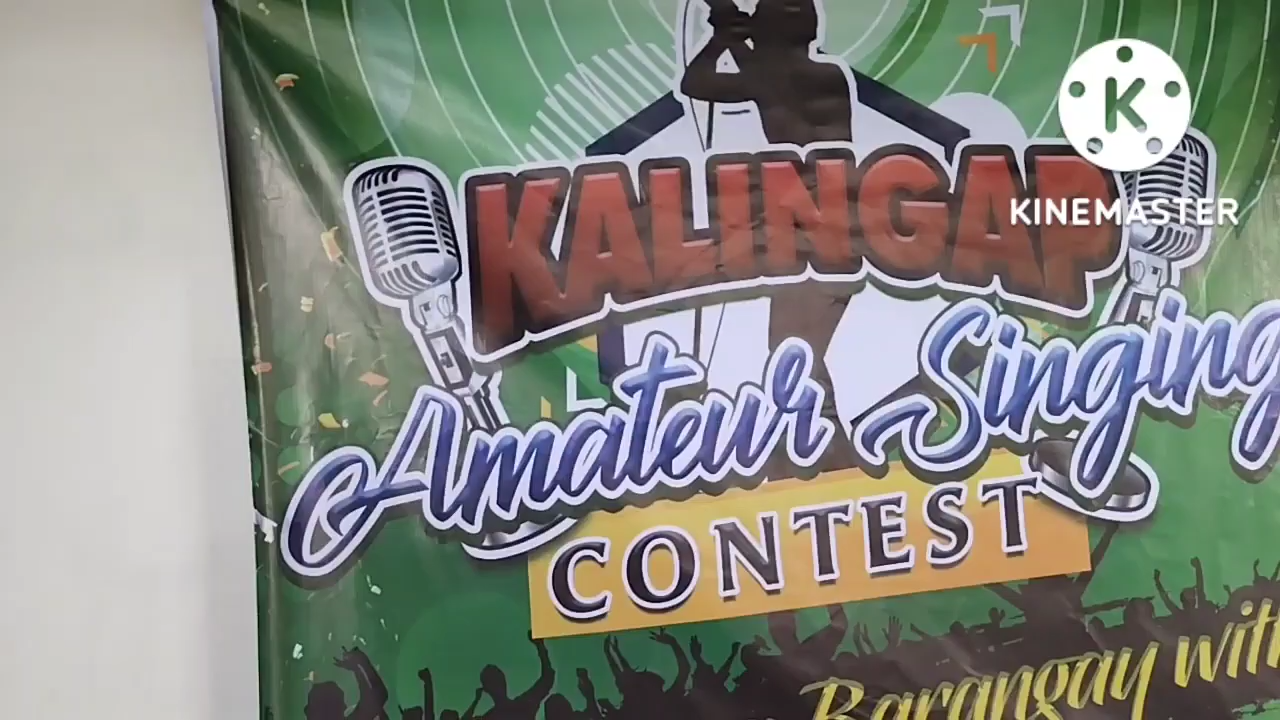 K
KINEMASTER
KALINGAP
Amateur Singing
CONTEST
Barangay with